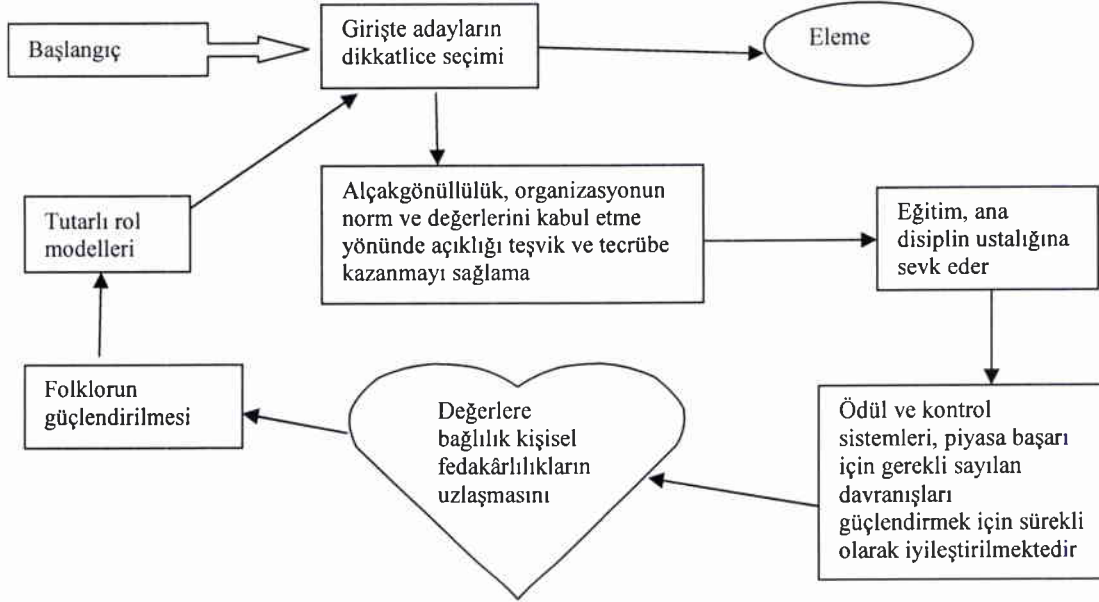 Başlangıç
Girişte adayların
dikkatlice seçimi
Eleme
Alçakgönüllülük, organizasyonun
norm ve değerlerini kabul etme
yönünde açıklığı teşvik ve tecrübe
kazanmayı sağlama
Eğitim, ana
disiplin ustalığına
sevk eder
Ödül ve kontrol
sistemleri, piyasa başarı
için gerekli sayılan
davranışları
güçlendirmek için sürekli
olarak iyileştirilmektedir
Değerlere
bağlılık kişisel
fedakârlılıkların
uzlaşmasını
Folklorun
güçlendirilmesi
Tutarlı rol
modelleri